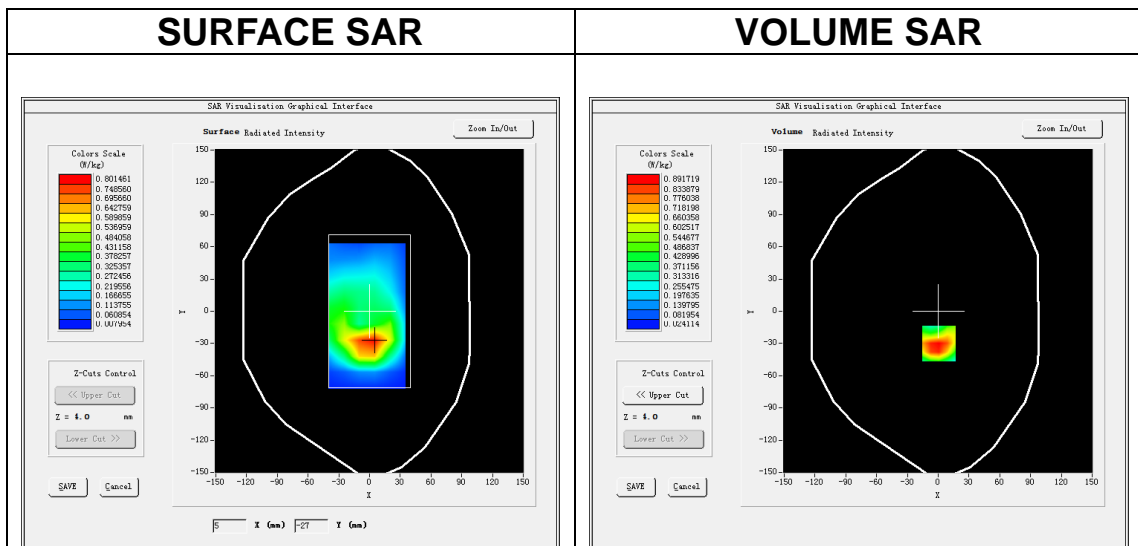 SURFACE SAR
VOLUME SAR
SAR Visualisation Graphical Interface
Surface Radiated Intensity
Zoom In/Out
Colors Scale
(W/kg)
0.801461
0.748560
0.695660
0.642759
0.589859
0.536959
0.484058
0.431158
0.378257
0.325357
0.272456
0.219556
0.166655
0.113755
0.060854
0.007954
150
120
90
60
30
0
-30
-60
-90
-120
-150
Y
-150 -120 -90 -60 -30 0 30 60 90 120 150
X
Z-Cuts Control
<< Upper Cut
Z = 4.0 mm
Lower Cut >>
SAVE
Cancel
5 X (mm) -27 Y (mm)
SAR Visualisation Graphical Interface
Volume Radiated Intensity
Zoom In/Out
Colors Scale
(W/kg)
0.891719
0.833879
0.776038
0.718198
0.660358
0.602517
0.544677
0.486837
0.428996
0.371156
0.313316
0.255475
0.197635
0.139795
0.081954
0.024114
150
120
90
60
30
0
-30
-60
-90
-120
-150
Y
-150 -120 -90 -60 -30 0 30 60 90 120 150
X
Z-Cuts Control
<< Upper Cut
Z = 4.0 mm
Lower Cut >>
SAVE
Cancel